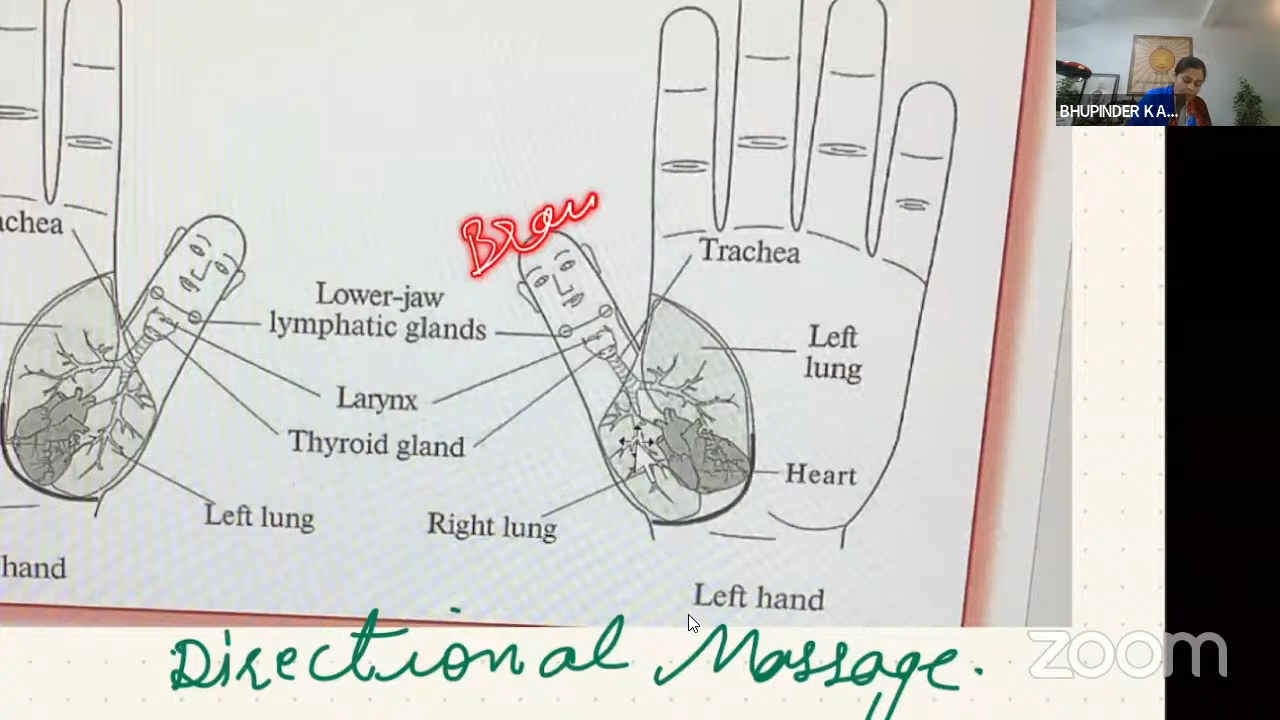 BHUPINDER K A...
Brau
achea
Trachea
Lower-jaw
lymphatic glands
Left
lung
Larynx
Thyroid gland
Heart
Left lung
Right lung
hand
Left hand
Directional Massage.
zoom